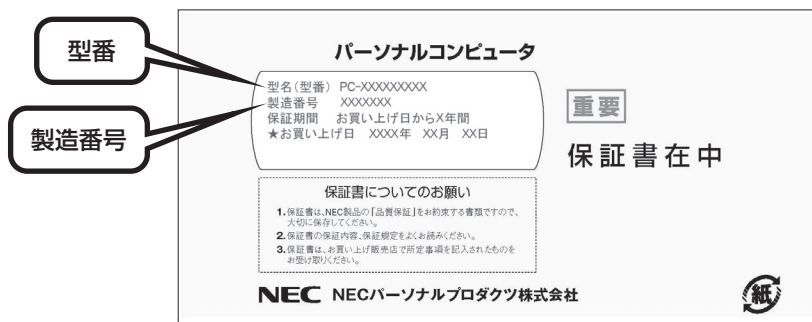 型番
製造番号
パーソナルコンピュータ
型名(型番) PC-XXXXXXXXX
製造番号 XXXXXXX
保証期間 お買い上げ日からX年間
★お買い上げ日 XXXX年 XX月 XX日
重要
保証書在中
保証書についてのお願い
1.保証書は、NEC製品の「品質保証」をお約束する書類ですので、
大切に保存してください。
2.保証書の保証内容、保証規定をよくお読みください。
3.保証書は、お買い上げ販売店で所定事項を記入されたものを
お受け取りください。
NEC NECパーソナルプロダクツ株式会社
紙